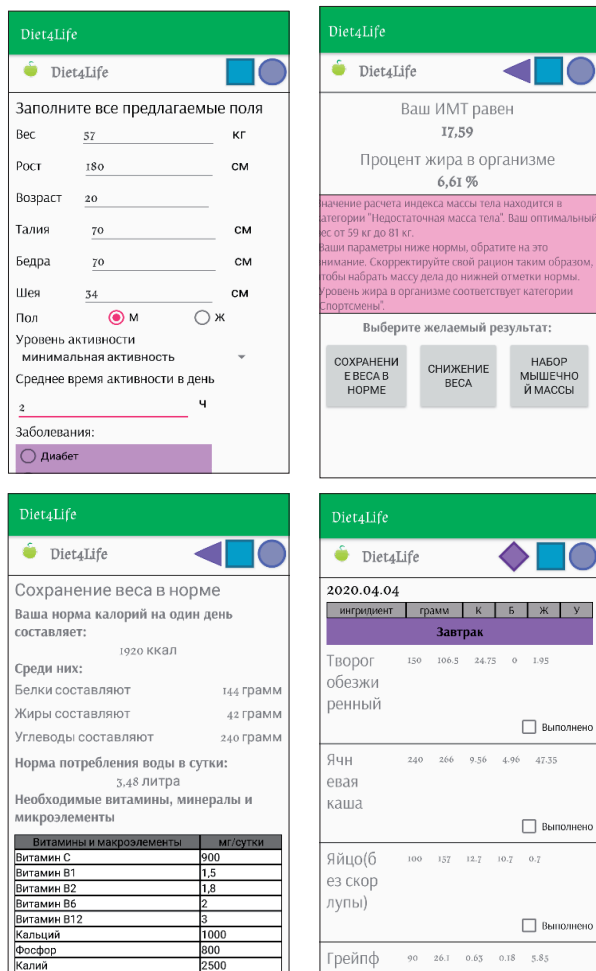 Diet4Life
Diet4Life
Заполните все предлагаемые поля
Вес 57 кг
Рост 180 см
Возраст 20
Талия 70 см
Бедра 70 см
Шея 34 см
Пол М Ж
Уровень активности
минимальная активность
Среднее время активности в день
2 ч
Заболевания:
Диабет
Diet4Life
Diet4Life
Ваш ИМТ равен
17,59
Процент жира в организме
6,61 %
начение расчета индекса массы тела находится в
атегории "Недостаточная масса тела". Ваш оптимальный
ес от 59 кг до 81 кг.
Ваши параметры ниже нормы, обратите на это
нимание. Скорректируйте свой рацион таким образом,
тобы набрать массу дела до нижней отметки нормы.
Уровень жира в организме соответствует категории
Спортсмены".
Выберите желаемый результат:
СОХРАНЕНИ
Е ВЕСА В
НОРМЕ
СНИЖЕНИЕ
ВЕСА
НАБОР
МЫШЕЧНО
Й МАССЫ
Diet4Life
Diet4Life
Сохранение веса в норме
Ваша норма калорий на один день
составляет:
1920 ккал
Среди них:
Белки составляют 144 грамм
Жиры составляют 42 грамм
Углеводы составляют 240 грамм
Норма потребления воды в сутки:
3,48 литра
Необходимые витамины, минералы и
микроэлементы
Витамины и макроэлементы мг/сутки
Витамин С 900
Витамин В1 1,5
Витамин В2 1,8
Витамин В6 2
Витамин В12 3
Кальций 1000
Фосфор 800
Калий 2500
Diet4Life
Diet4Life
2020.04.04
ингридиент грамм К Б Ж У
Завтрак
Творог 150 106.5 24.75 0 1.95
обезжи
ренный
Выполнено
Ячн 240 266 9.56 4.96 47.35
евая
каша
Выполнено
Яйцо(б 100 157 12.7 10.7 0.7
ез скор
лупы)
Выполнено
Грейпф 90 26.1 0.63 0.18 5.85